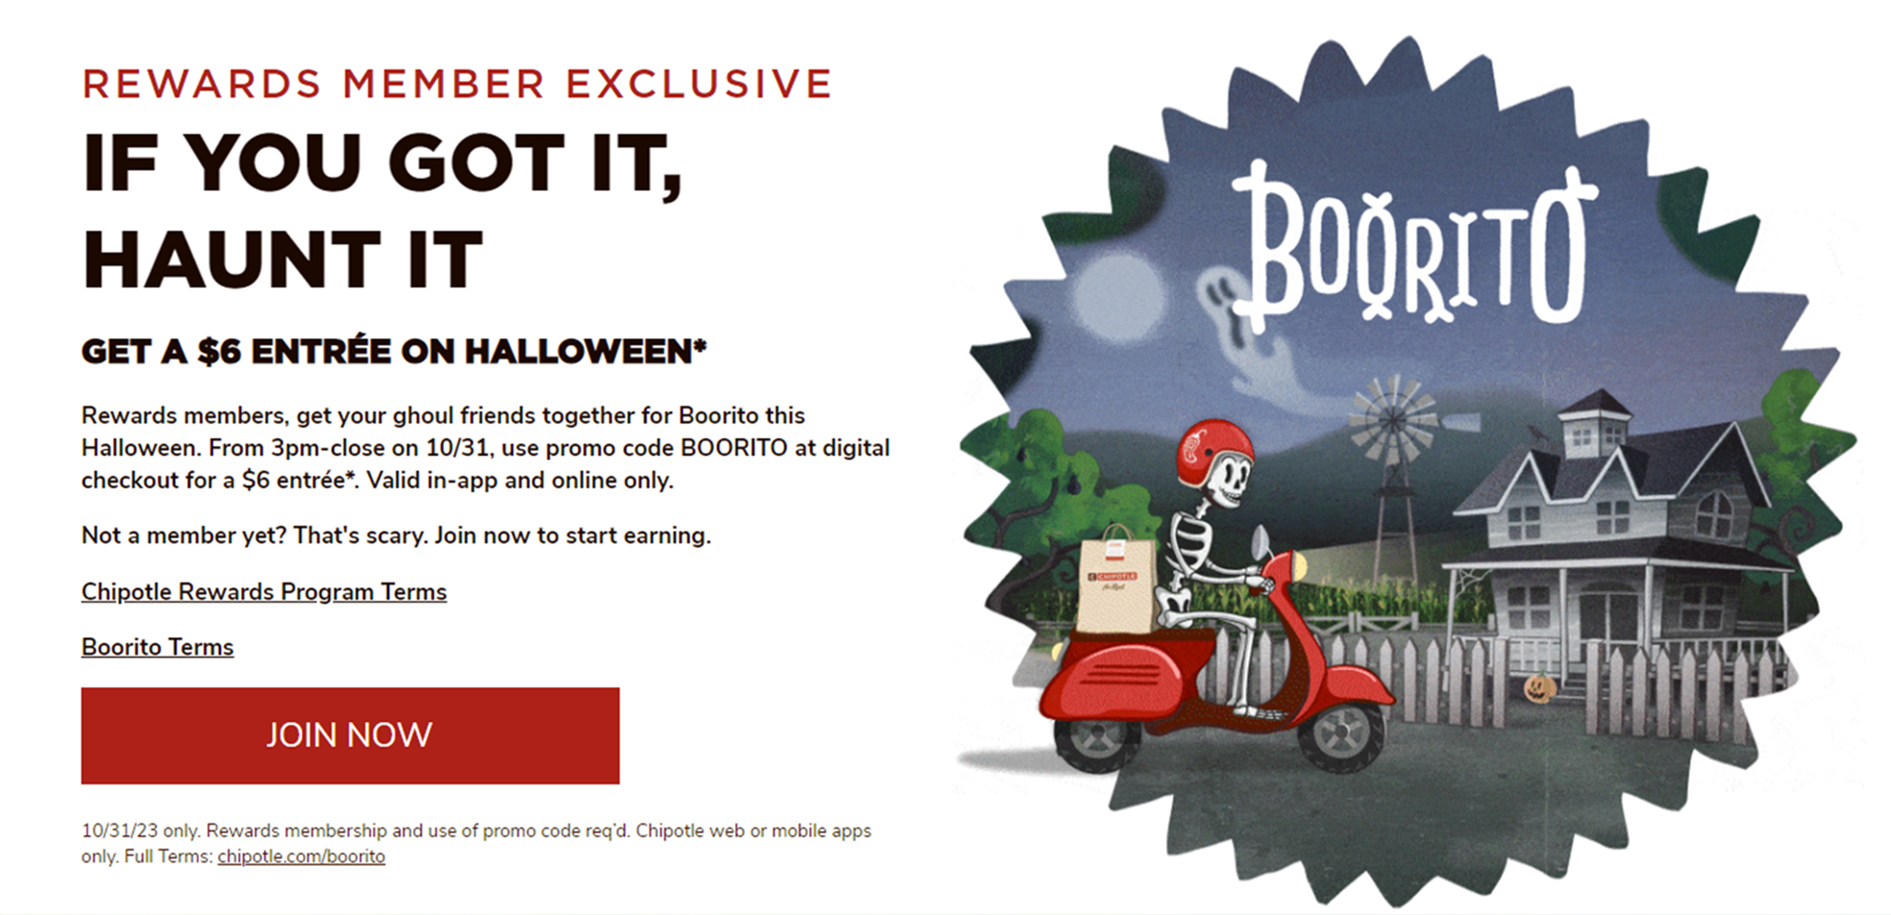 REWARDS MEMBER EXCLUSIVE
IF YOU GOT IT,
HAUNT IT
GET A $6 ENTRÉE ON HALLOWEEN*
Rewards members, get your ghoul friends together for Boorito this
Halloween. From 3pm-close on 10/31, use promo code BOORITO at digital
checkout for a $6 entrée*. Valid in-app and online only.
Not a member yet? That's scary. Join now to start earning.
Chipotle Rewards Program Terms
Boorito Terms
JOIN NOW
10/31/23 only. Rewards membership and use of promo code req'd. Chipotle web or mobile apps
only. Full Terms: chipotle.com/boorito
BOORITO
CHIPOTLE